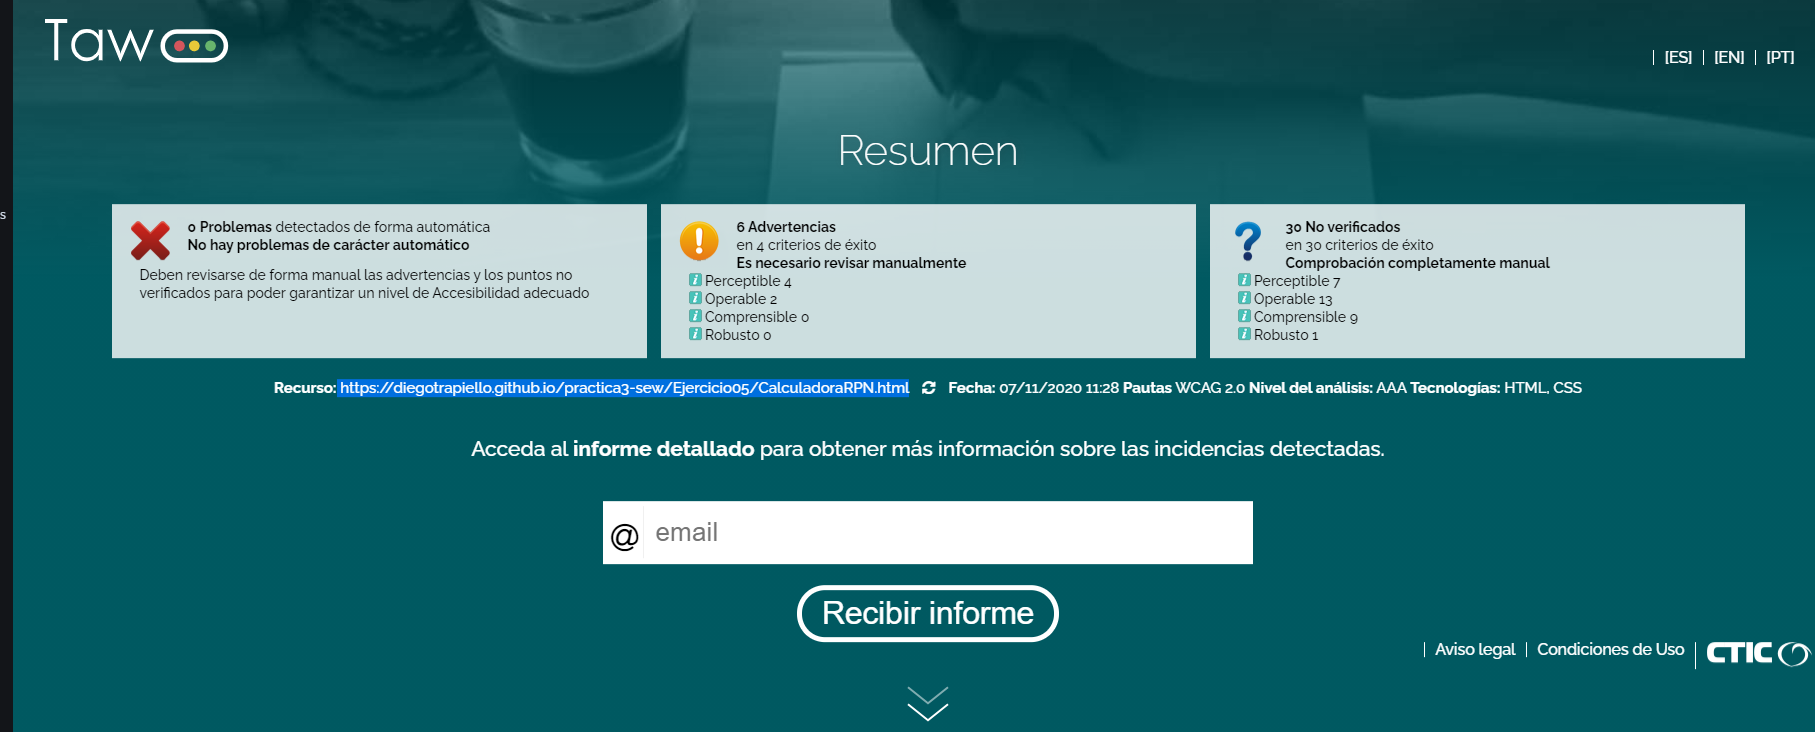 Taw
[ES] | [EN] | [PT]
s
Resumen
0 Problemas detectados de forma automática
No hay problemas de carácter automático
Deben revisarse de forma manual las advertencias y los puntos no
verificados para poder garantizar un nivel de Accesibilidad adecuado
6 Advertencias
en 4 criterios de éxito
Es necesario revisar manualmente
Perceptible 4
Operable 2
Comprensible 0
Robusto 0
30 No verificados
en 30 criterios de éxito
Comprobación completamente manual
Perceptible 7
Operable 13
Comprensible 9
Robusto 1
Recurso: https://diegotrapiello.github.io/practica3-sew/Ejercicio05/CalculadoraRPN.html Fecha: 07/11/2020 11:28 Pautas WCAG 2.0 Nivel del análisis: AAA Tecnologías: HTML, CSS
Acceda al informe detallado para obtener más información sobre las incidencias detectadas.
@ email
Recibir informe
| Aviso legal | Condiciones de Uso | CTIC